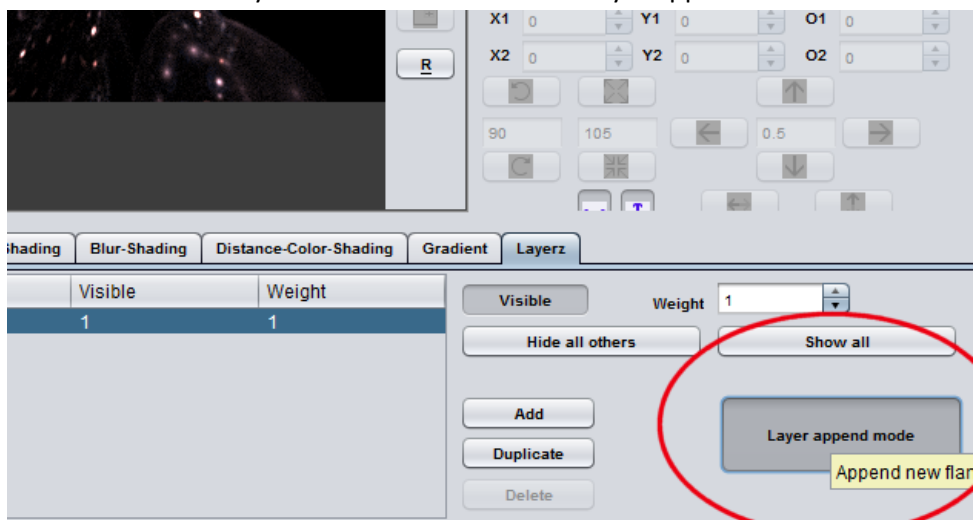 X1 0 Y1 0 O1 0
R X2 0 Y2 0 O2 0
90 105 0.5
Blur-Shading Distance-Color-Shading Gradient Layerz
Visible Weight
1 1
Visible Weight 1
Hide all others Show all
Add
Layer append mode
Duplicate
Append new
Delete